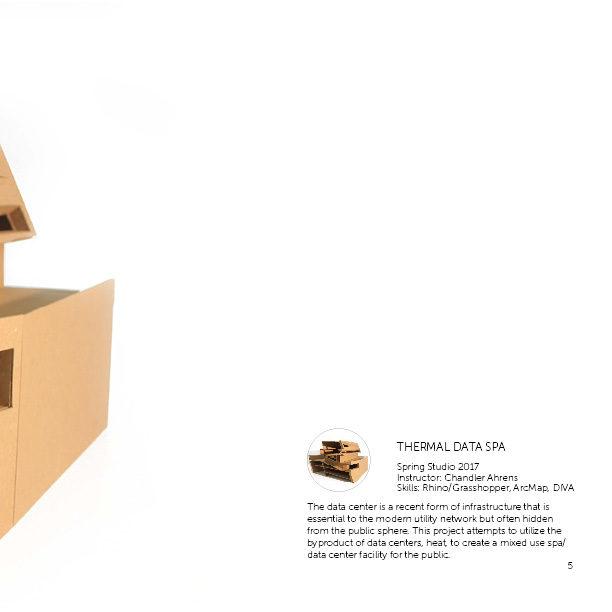 THERMAL DATA SPA
Spring Studio 2017
Instructor: Chandler Ahrens
Skills: Rhino/Grasshopper, ArcMap, DIVA
The data center is a recent form of infrastructure that is
essential to the modern utility network but often hidden
from the public sphere. This project attempts to utilize the
byproduct of data centers, heat, to create a mixed use spa/
data center facility for the public.
5